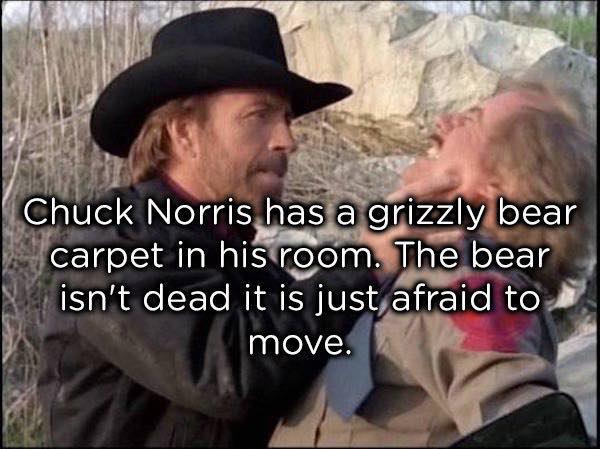 Chuck Norris has a grizzly bear
carpet in his room. The bear
isn't dead it is just afraid to
move.